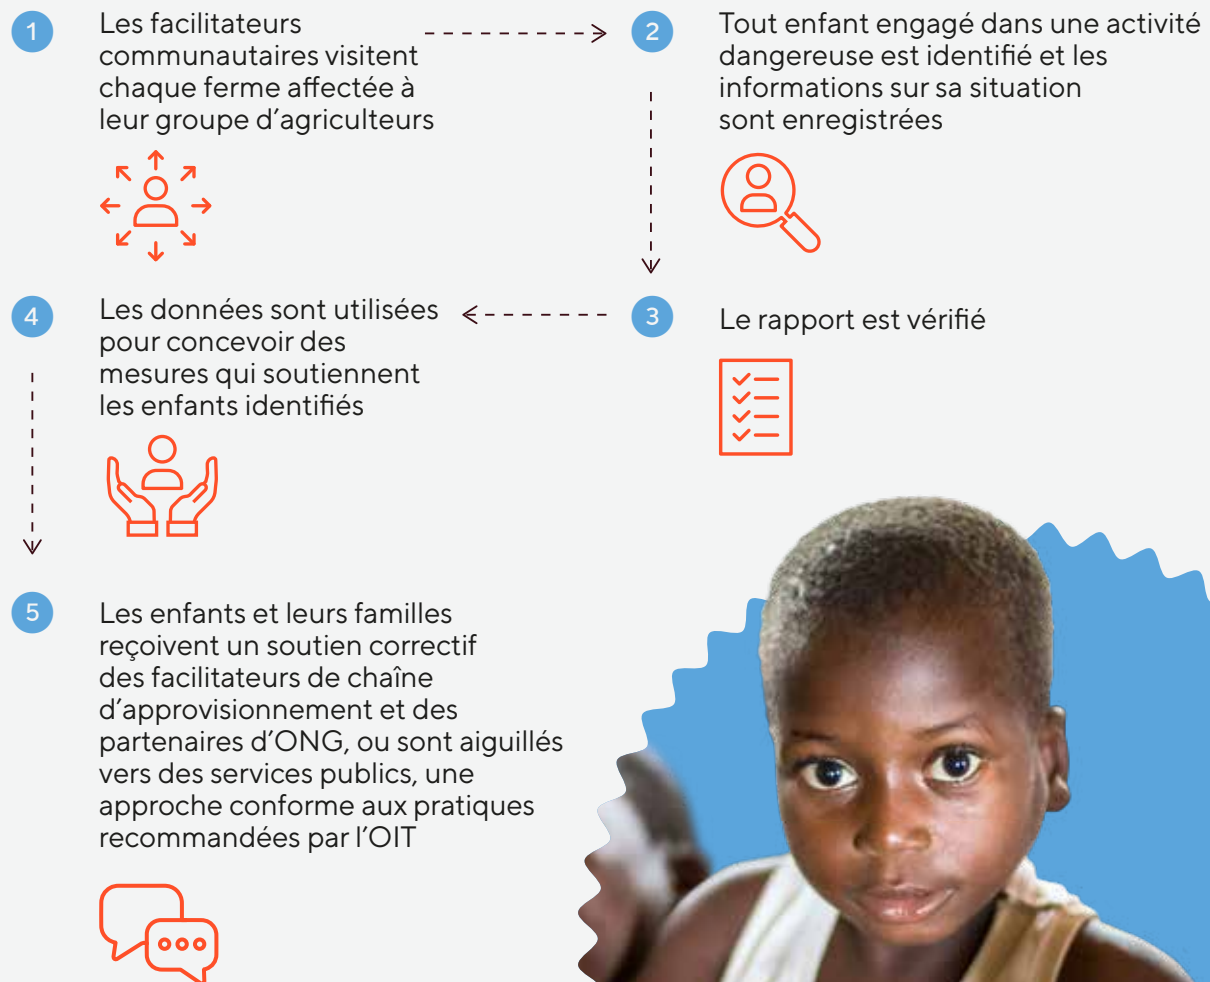 1
Les facilitateurs
communautaires visitent
chaque ferme affectée à
leur groupe d’agriculteurs
2
Tout enfant engagé dans une activité
dangereuse est identifié et les
informations sur sa situation
sont enregistrées
3
Le rapport est vérifié
4
Les données sont utilisées
pour concevoir des
mesures qui soutiennent
les enfants identifiés
5
Les enfants et leurs familles
reçoivent un soutien correctif
des facilitateurs de chaîne
d’approvisionnement et des
partenaires d’ONG, ou sont aiguillés
vers des services publics, une
approche conforme aux pratiques
recommandées par l’OIT